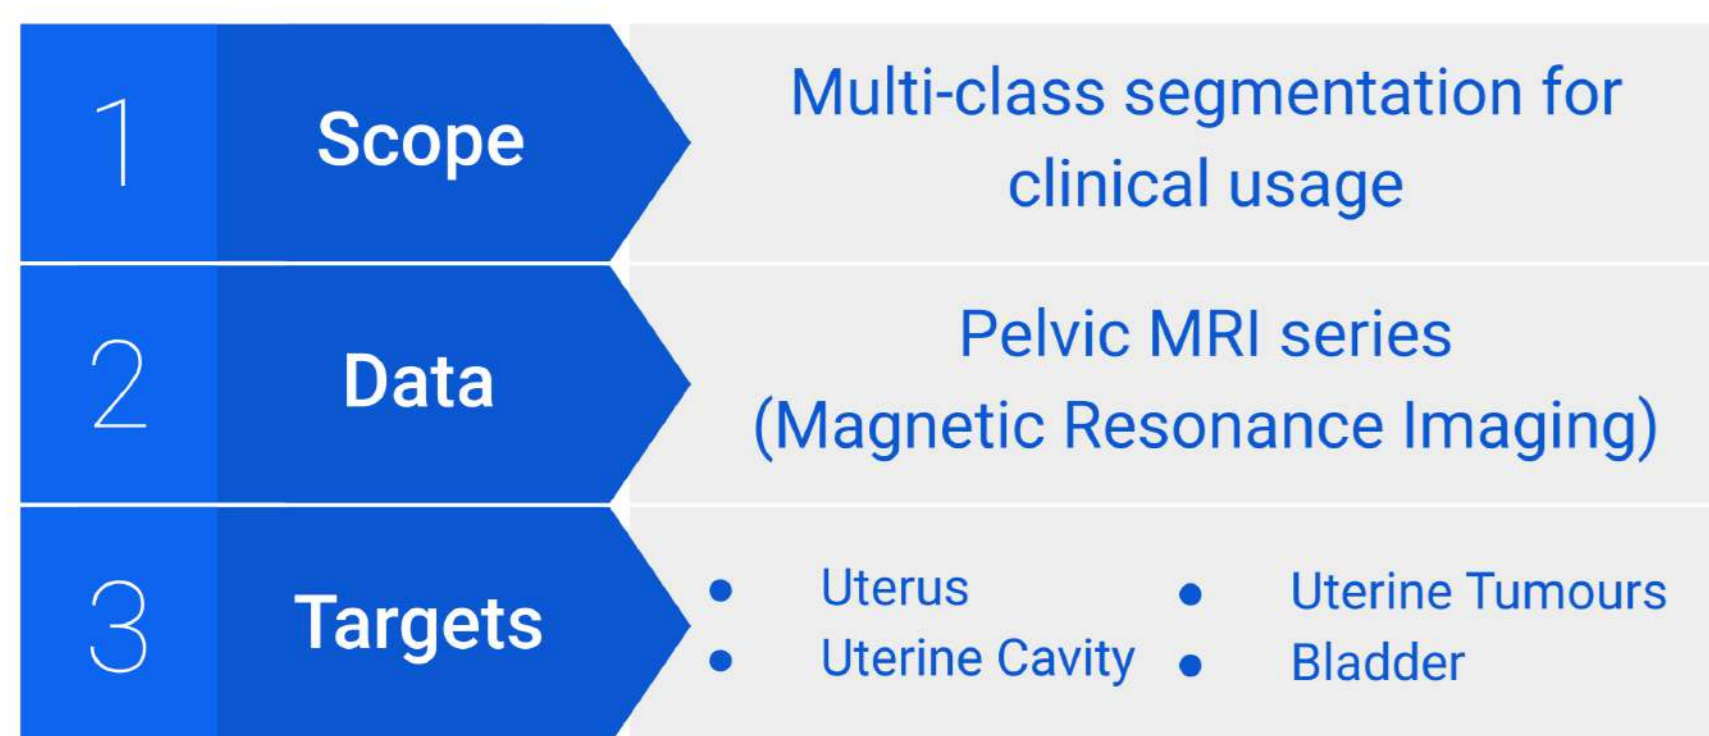 1
Scope
Multi-class segmentation for
clinical usage
2
Data
Pelvic MRI series
(Magnetic Resonance Imaging)
3
Targets
● Uterus
● Uterine Cavity
● Uterine Tumours
● Bladder